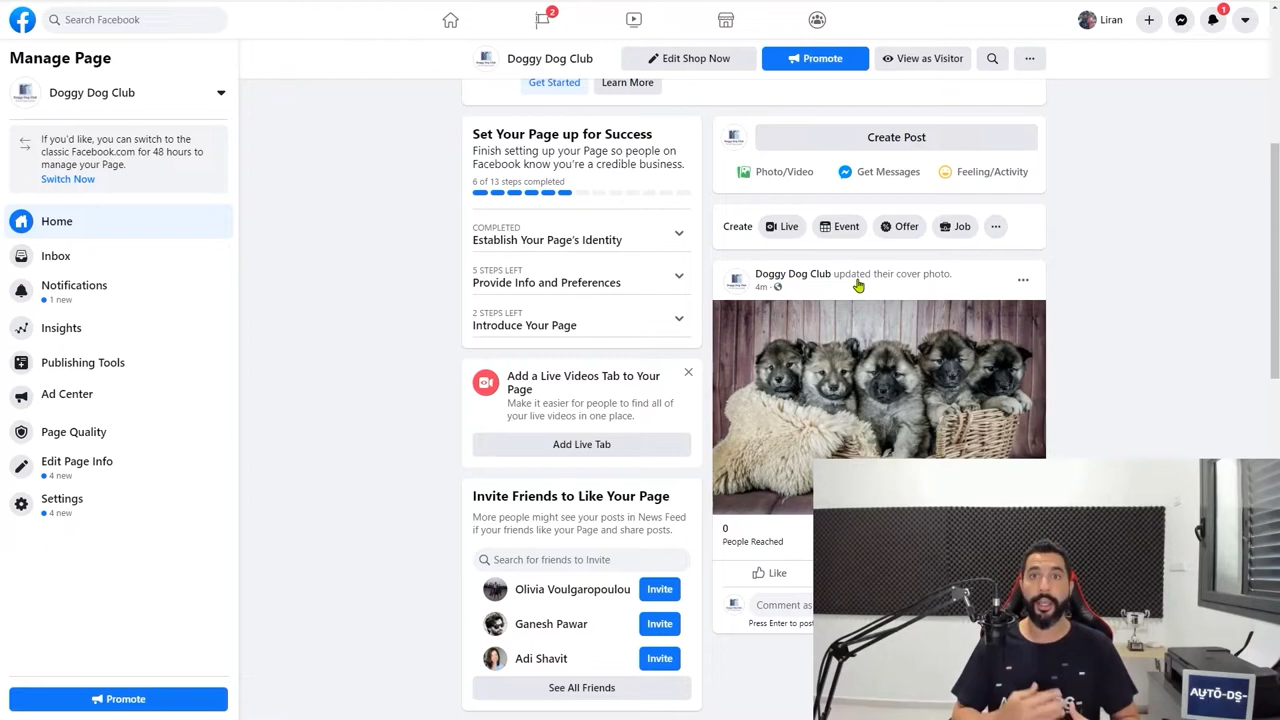 Search Facebook
2
Liran
1
Manage Page
Doggy Dog Club
If you'd like, you can switch to the
classic Facebook.com for 48 hours to
manage your Page.
Switch Now
Home
Inbox
Notifications
1 new
Insights
Publishing Tools
Ad Center
Page Quality
Edit Page Info
4 new
Settings
4 new
Promote
Doggy Dog Club
Edit Shop Now
Promote
View as Visitor
Get Started
Learn More
Set Your Page up for Success
Finish setting up your Page so people on
Facebook know you're a credible business.
6 of 13 steps completed
COMPLETED
Establish Your Page's Identity
5 STEPS LEFT
Provide Info and Preferences
2 STEPS LEFT
Introduce Your Page
Add a Live Videos Tab to Your
Page
Make it easier for people to find all of
your live videos in one place.
Add Live Tab
Invite Friends to Like Your Page
More people might see your posts in News Feed
if your friends like your Page and share posts.
Search for friends to Invite
Olivia Voulgaropoulou
Invite
Ganesh Pawar
Invite
Adi Shavit
Invite
See All Friends
Create Post
Photo/Video
Get Messages
Feeling/Activity
Create
Live
Event
Offer
Job
Doggy Dog Club updated their cover photo.
4m
0
People Reached
Like
Comment as
Press Enter to post
AUTO-DS-